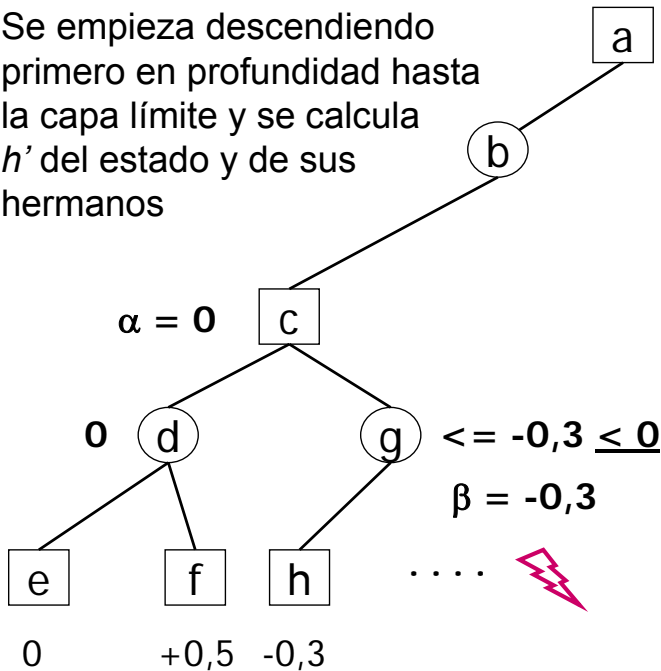 Se empieza descendiendo
primero en profundidad hasta
la capa límite y se calcula
h’ del estado y de sus
hermanos
a
b
α = 0
c
0
d
g
<= -0,3 < 0
β = -0,3
e
f
h
. . . .
0
+0,5
-0,3